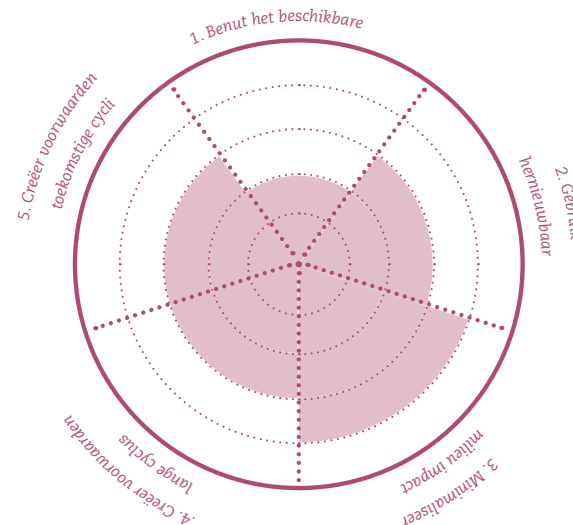 1. Benut het beschikbare
2. Gebruik
hernieuwbaar
3. Minimaliseer
milieu impact
4. Creëer voorwaarden
lange cyclus
5. Creëer voorwaarden
toekomstige cycli